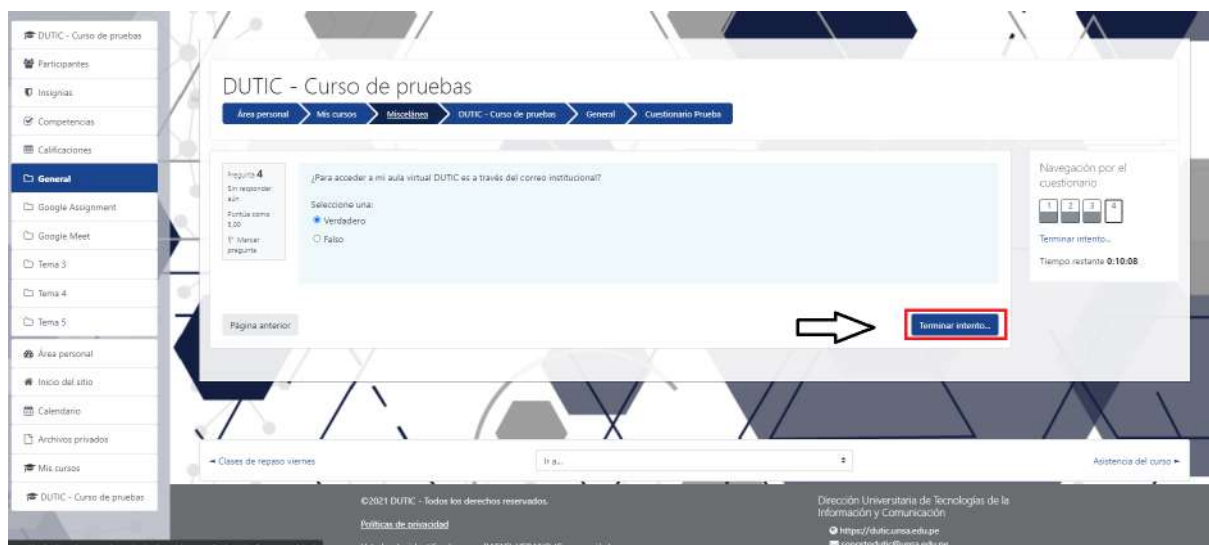 DUTIC - Curso de pruebas
Participantes
Insignias
Competencias
Calificaciones
General
Google Assignment
Google Meet
Tema 3
Tema 4
Tema 5
Área personal
Inicio del sitio
Calendario
Archivos privados
Mis cursos
DUTIC - Curso de pruebas
DUTIC - Curso de pruebas
Área personal Mis cursos Miscelánea DUTIC - Curso de pruebas General Cuestionario Prueba
Pregunta 4
Sin responder
aún
Puntúa como
5,00
Marcar
pregunta
¿Para acceder a mi aula virtual DUTIC es a través del correo institucional?
Seleccione una:
Verdadero
Falso
Página anterior
Terminar intento...
Navegación por el
cuestionario
1 2 3 4
Terminar intento...
Tiempo restante 0:10:08
◄ Clases de repaso viernes
Ir a...
Asistencia del curso ►
©2021 DUTIC - Todos los derechos reservados.
Políticas de privacidad
Dirección Universitaria de Tecnologías de la
Información y Comunicación
https://dutic.unsa.edu.pe